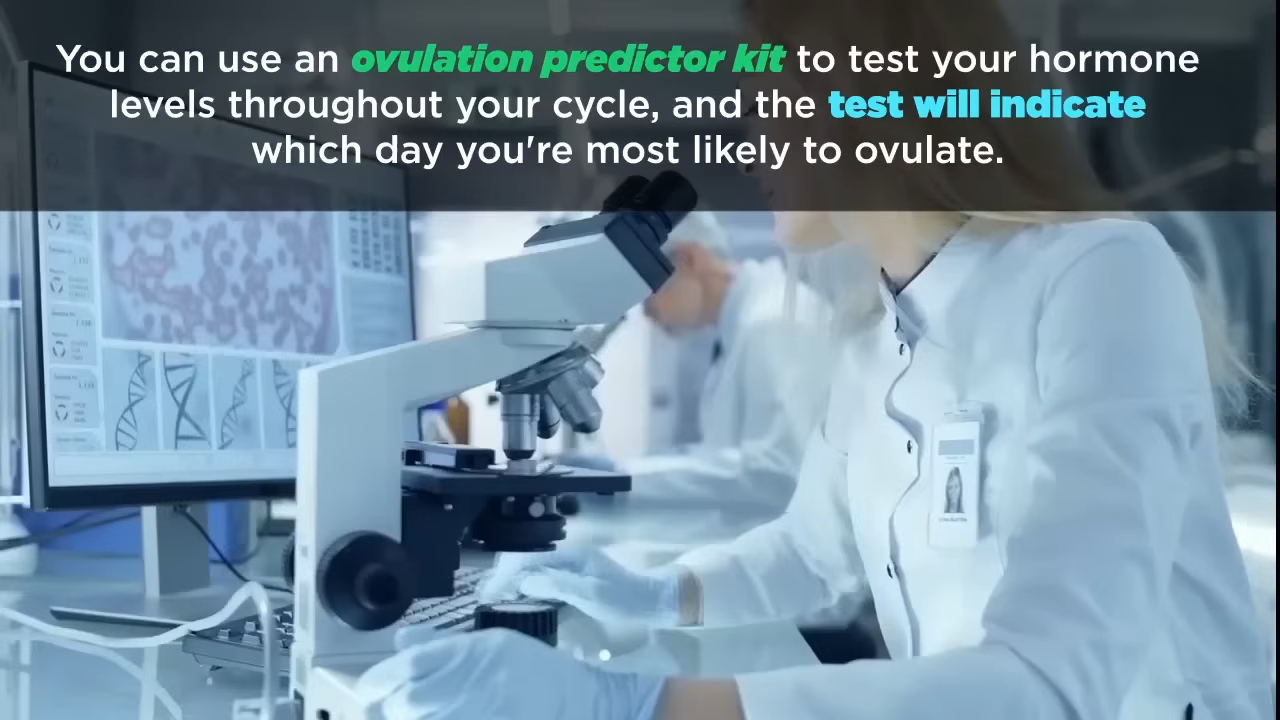 You can use an ovulation predictor kit to test your hormone
levels throughout your cycle, and the test will indicate
which day you're most likely to ovulate.